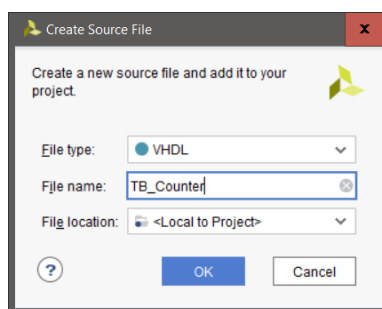 Create Source File
Create a new source file and add it to your
project.
File type:
VHDL
File name:
TB_Counter
File location:
<Local to Project>
?
OK
Cancel